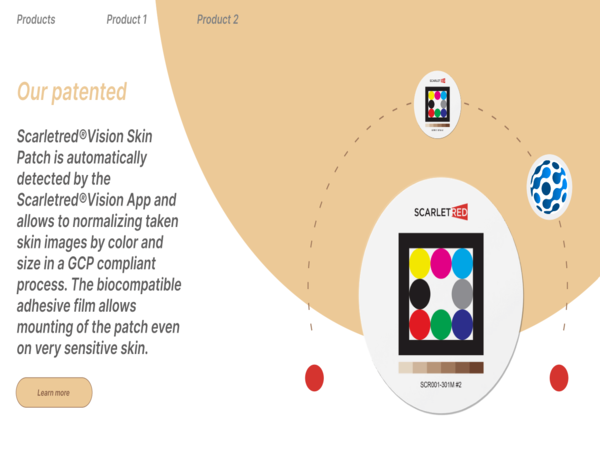 Products Product 1 Product 2
Our patented
Scarletred®Vision Skin
Patch is automatically
detected by the
Scarletred®Vision App and
allows to normalizing taken
skin images by color and
size in a GCP compliant
process. The biocompatible
adhesive film allows
mounting of the patch even
on very sensitive skin.
Learn more
SCARLETRED
SCR001-301M #2